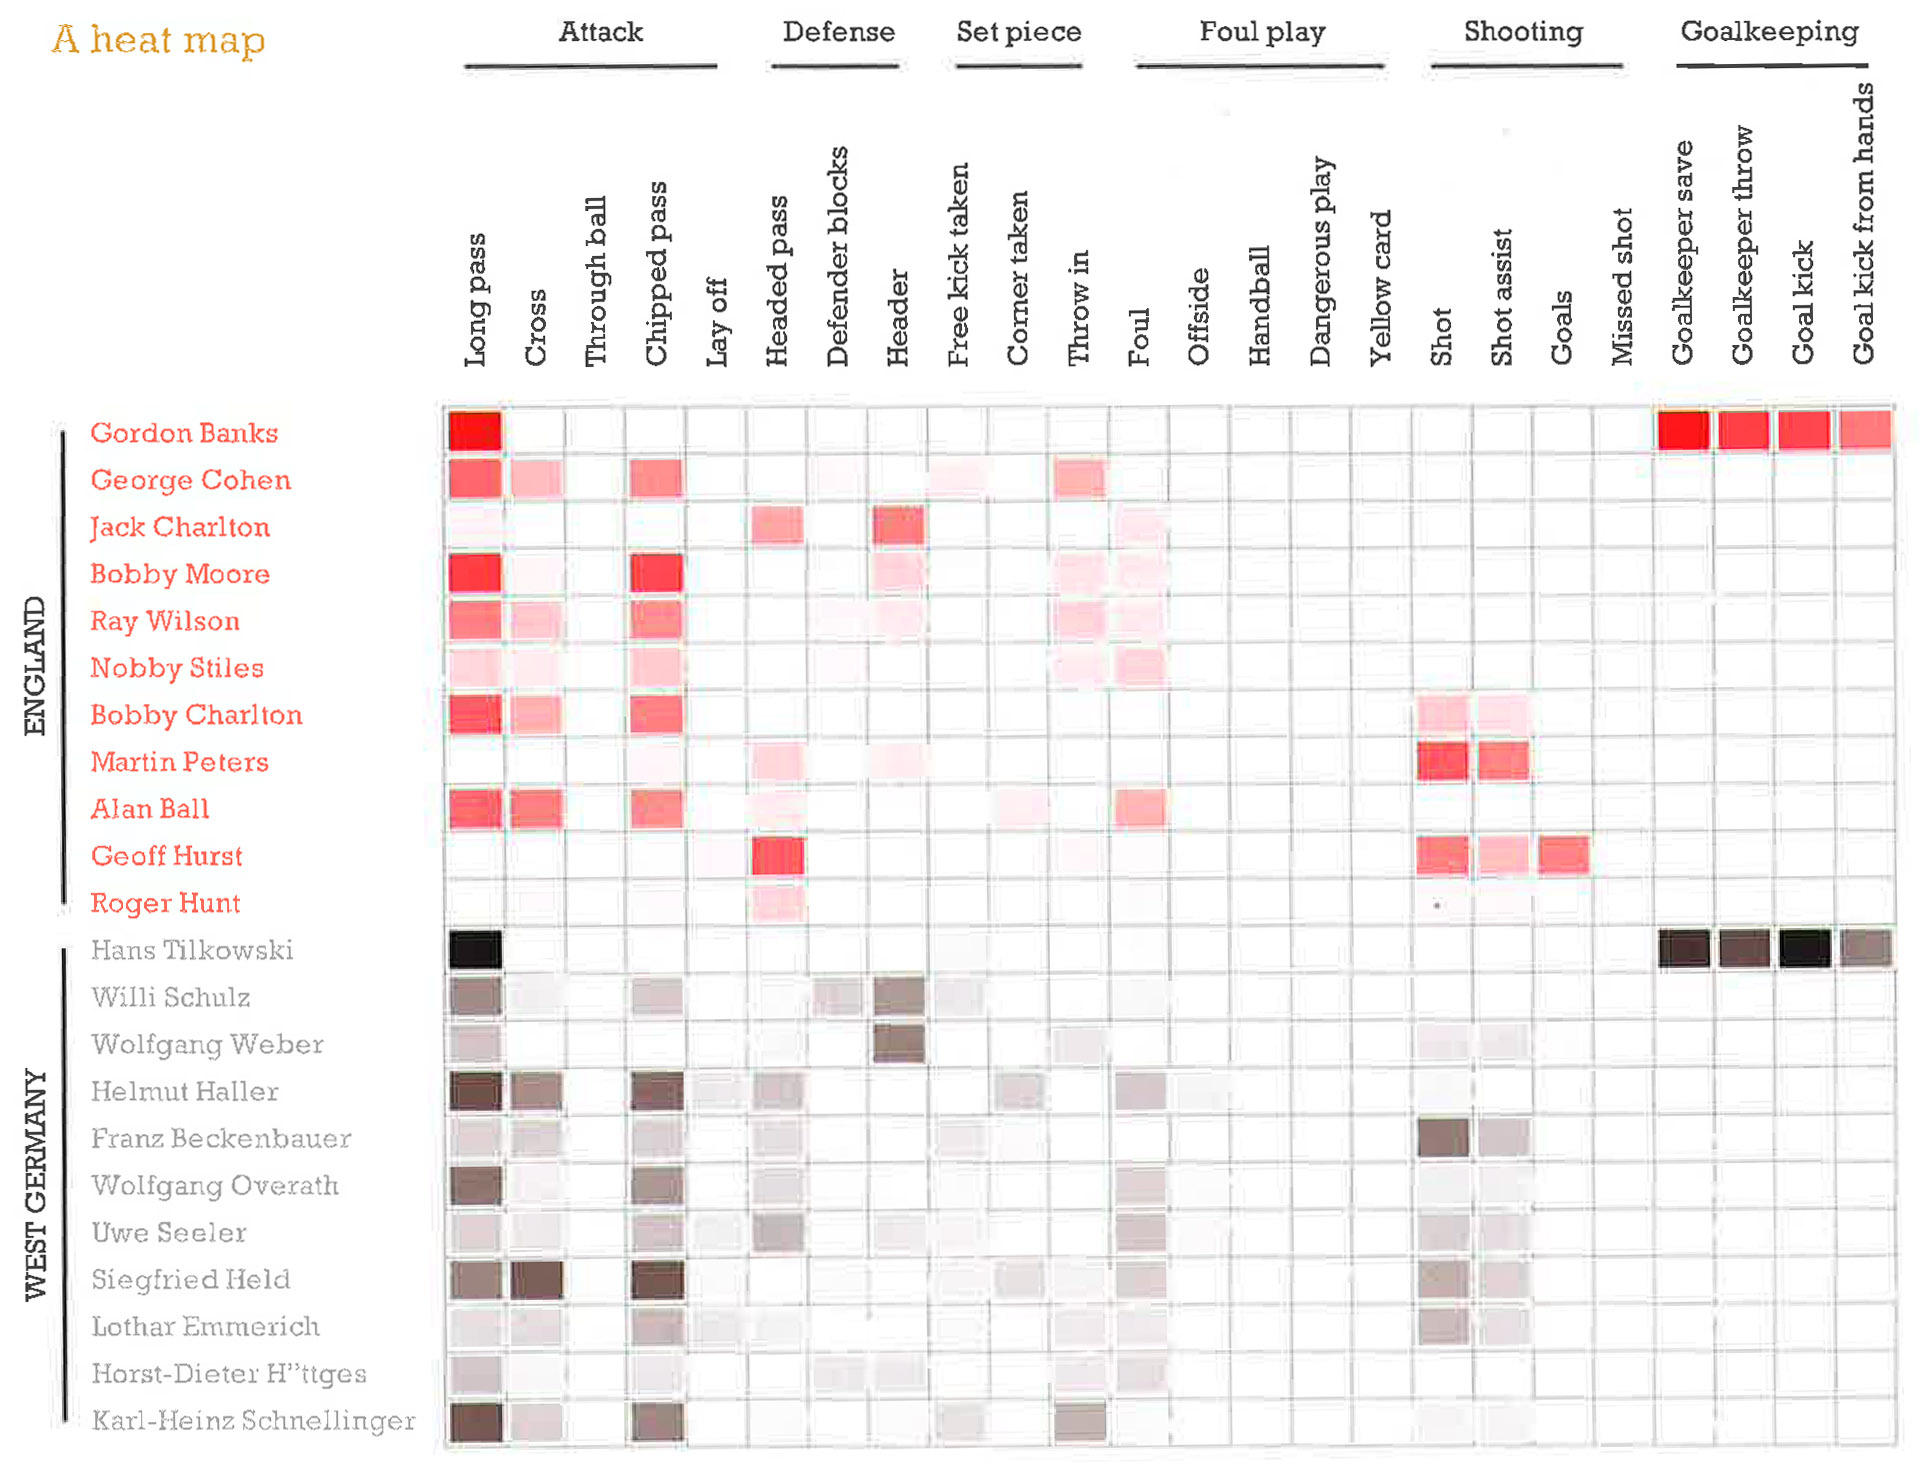 A heat map
Attack
Defense
Set piece
Foul play
Shooting
Goalkeeping
Long pass
Cross
Through ball
Chipped pass
Lay off
Headed pass
Defender blocks
Header
Free kick taken
Corner taken
Throw in
Foul
Offside
Handball
Dangerous play
Yellow card
Shot
Shot assist
Goals
Missed shot
Goalkeeper save
Goalkeeper throw
Goal kick
Goal kick from hands
ENGLAND
Gordon Banks
George Cohen
Jack Charlton
Bobby Moore
Ray Wilson
Nobby Stiles
Bobby Charlton
Martin Peters
Alan Ball
Geoff Hurst
Roger Hunt
WEST GERMANY
Hans Tilkowski
Willi Schulz
Wolfgang Weber
Helmut Haller
Franz Beckenbauer
Wolfgang Overath
Uwe Seeler
Siegfried Held
Lothar Emmerich
Horst-Dieter H”ttges
Karl-Heinz Schnellinger